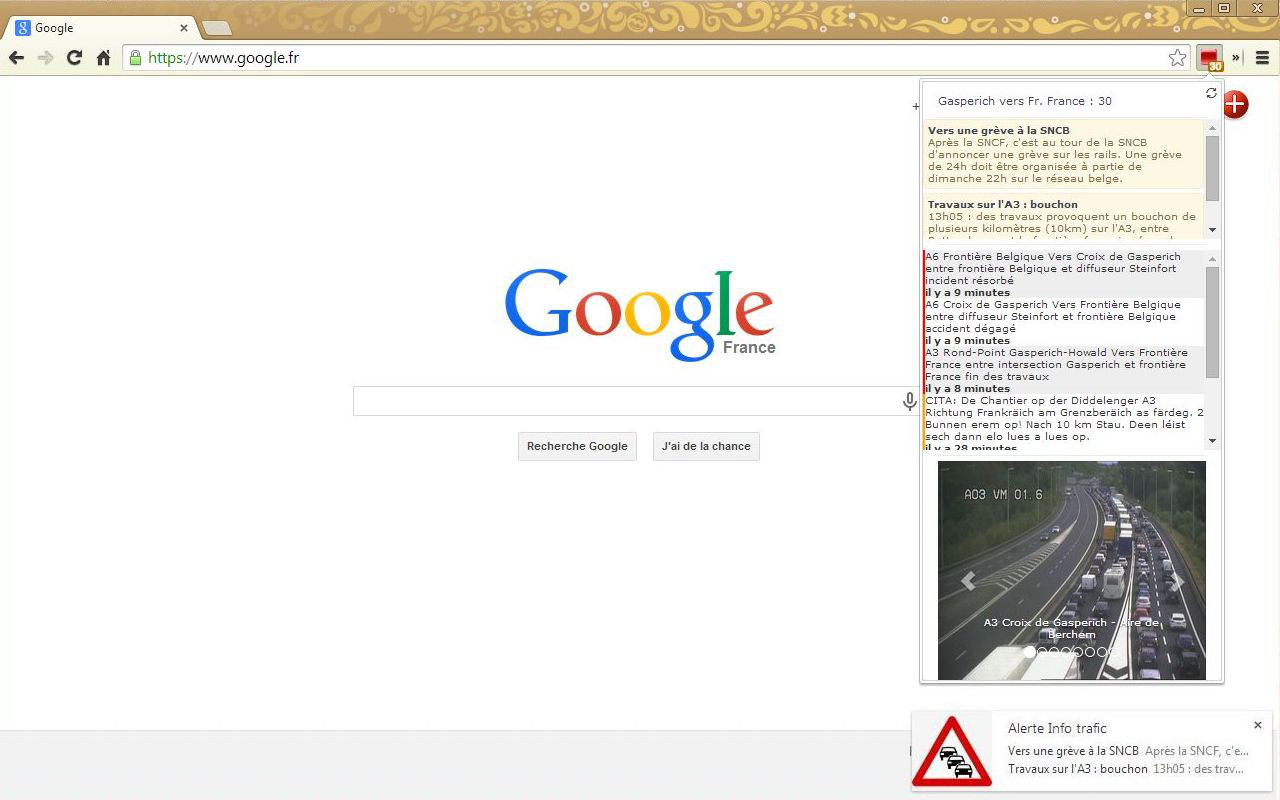 Google
https://www.google.fr
30
+
Gasperich vers Fr. France : 30
Vers une grève à la SNCB
Après la SNCF, c'est au tour de la SNCB
d'annoncer une grève sur les rails. Une grève
de 24h doit être organisée à partie de
dimanche 22h sur le réseau belge.
Travaux sur l'A3 : bouchon
13h05 : des travaux provoquent un bouchon de
plusieurs kilomètres (10km) sur l'A3, entre
A6 Frontière Belgique Vers Croix de Gasperich
entre frontière Belgique et diffuseur Steinfort
incident résorbé
il y a 9 minutes
A6 Croix de Gasperich Vers Frontière Belgique
entre diffuseur Steinfort et frontière Belgique
accident dégagé
il y a 9 minutes
A3 Rond-Point Gasperich-Howald Vers Frontière
France entre intersection Gasperich et frontière
France fin des travaux
il y a 8 minutes
CITA: De Chantier op der Diddelenger A3
Richtung Frankräich am Grenzberäich as färdeg. 2
Bunnen erem op! Nach 10 km Stau. Deen léist
sech dann elo lues a lues op.
il y a 28 minutes
Google
France
Recherche Google
J'ai de la chance
A03 VM 01.6
A3 Croix de Gasperich - Aire de
Berchem
Alerte Info trafic
Vers une grève à la SNCB Après la SNCF, c'e...
Travaux sur l'A3 : bouchon 13h05 : des trav...